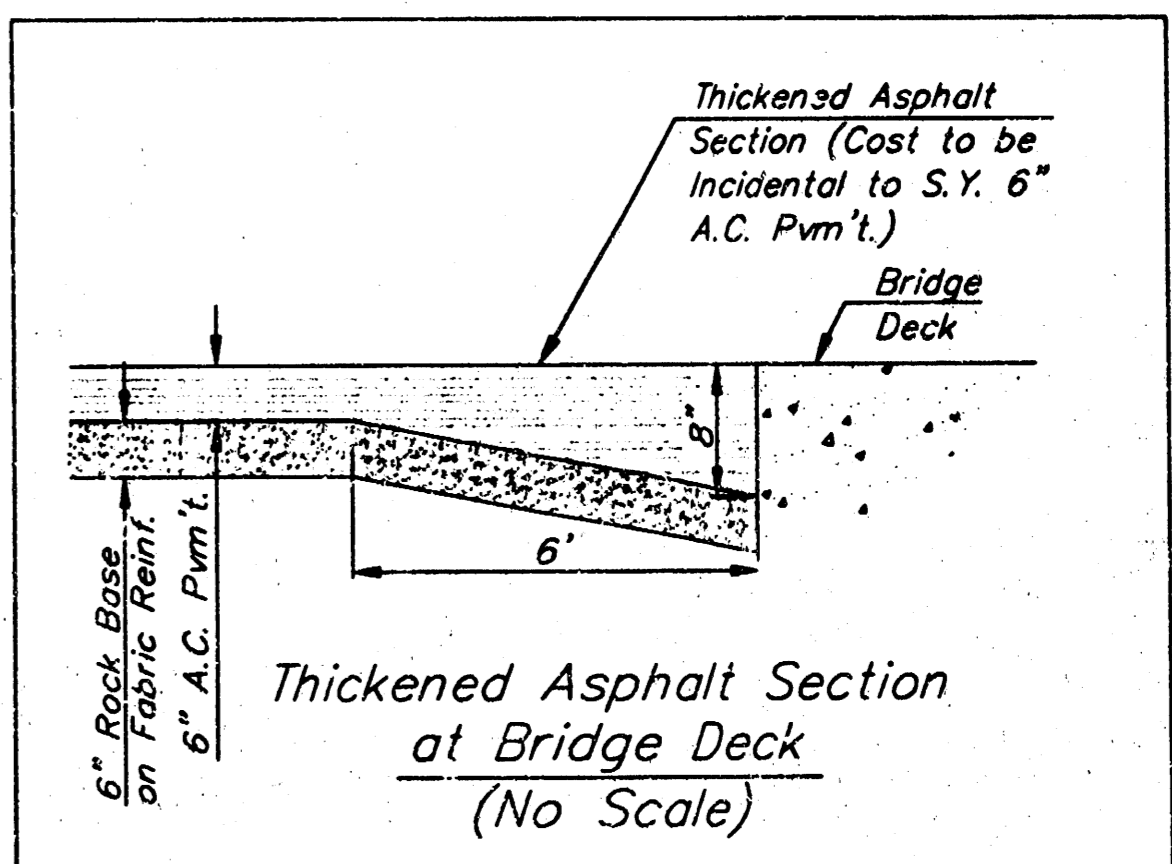 Thickened Asphalt
Section (Cost to be
Incidental to S.Y. 6"
A.C. Pvm't.)
Bridge
Deck
8"
6'
6" Rock Base
on Fabric Reinf.
6" A.C. Pvm't.
Thickened Asphalt Section
at Bridge Deck
(No Scale)